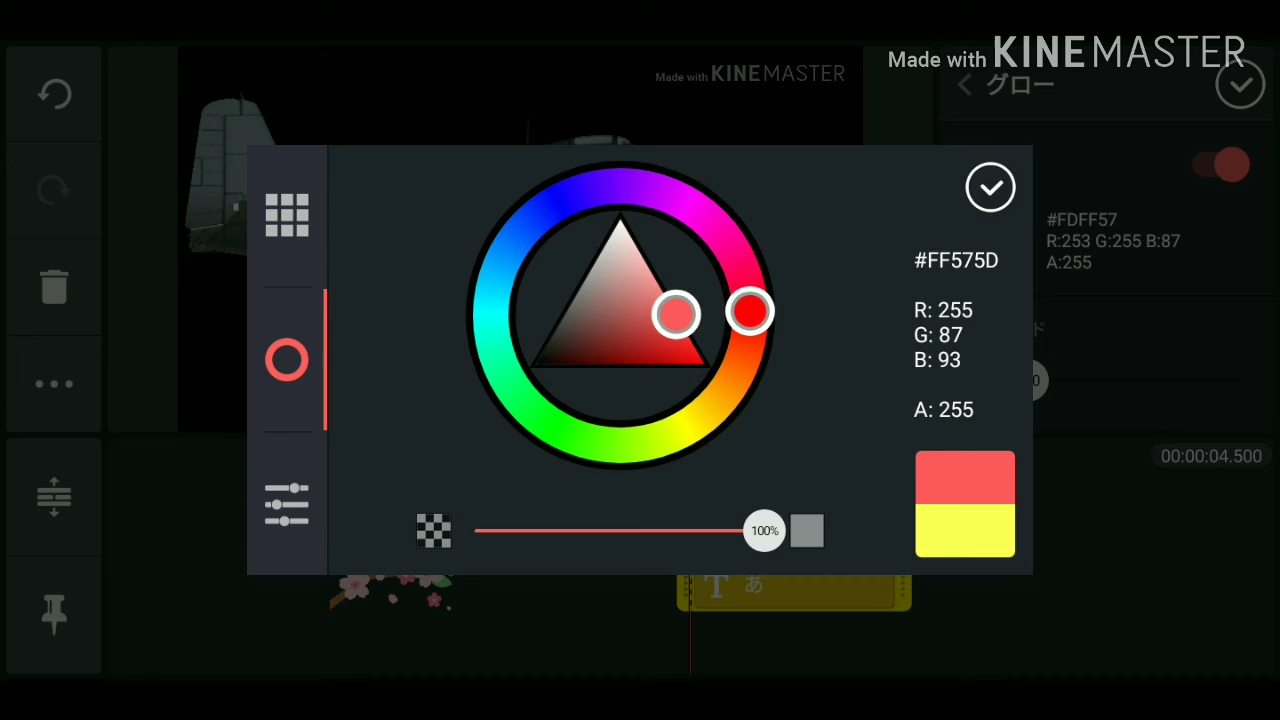 Made with KINEMASTER
Made with KINEMASTER
グロー
#FDFF57
R:253 G:255 B:87
A:255
#FF575D
R: 255
G: 87
B: 93
A: 255
00:00:04.500
100%
T あ